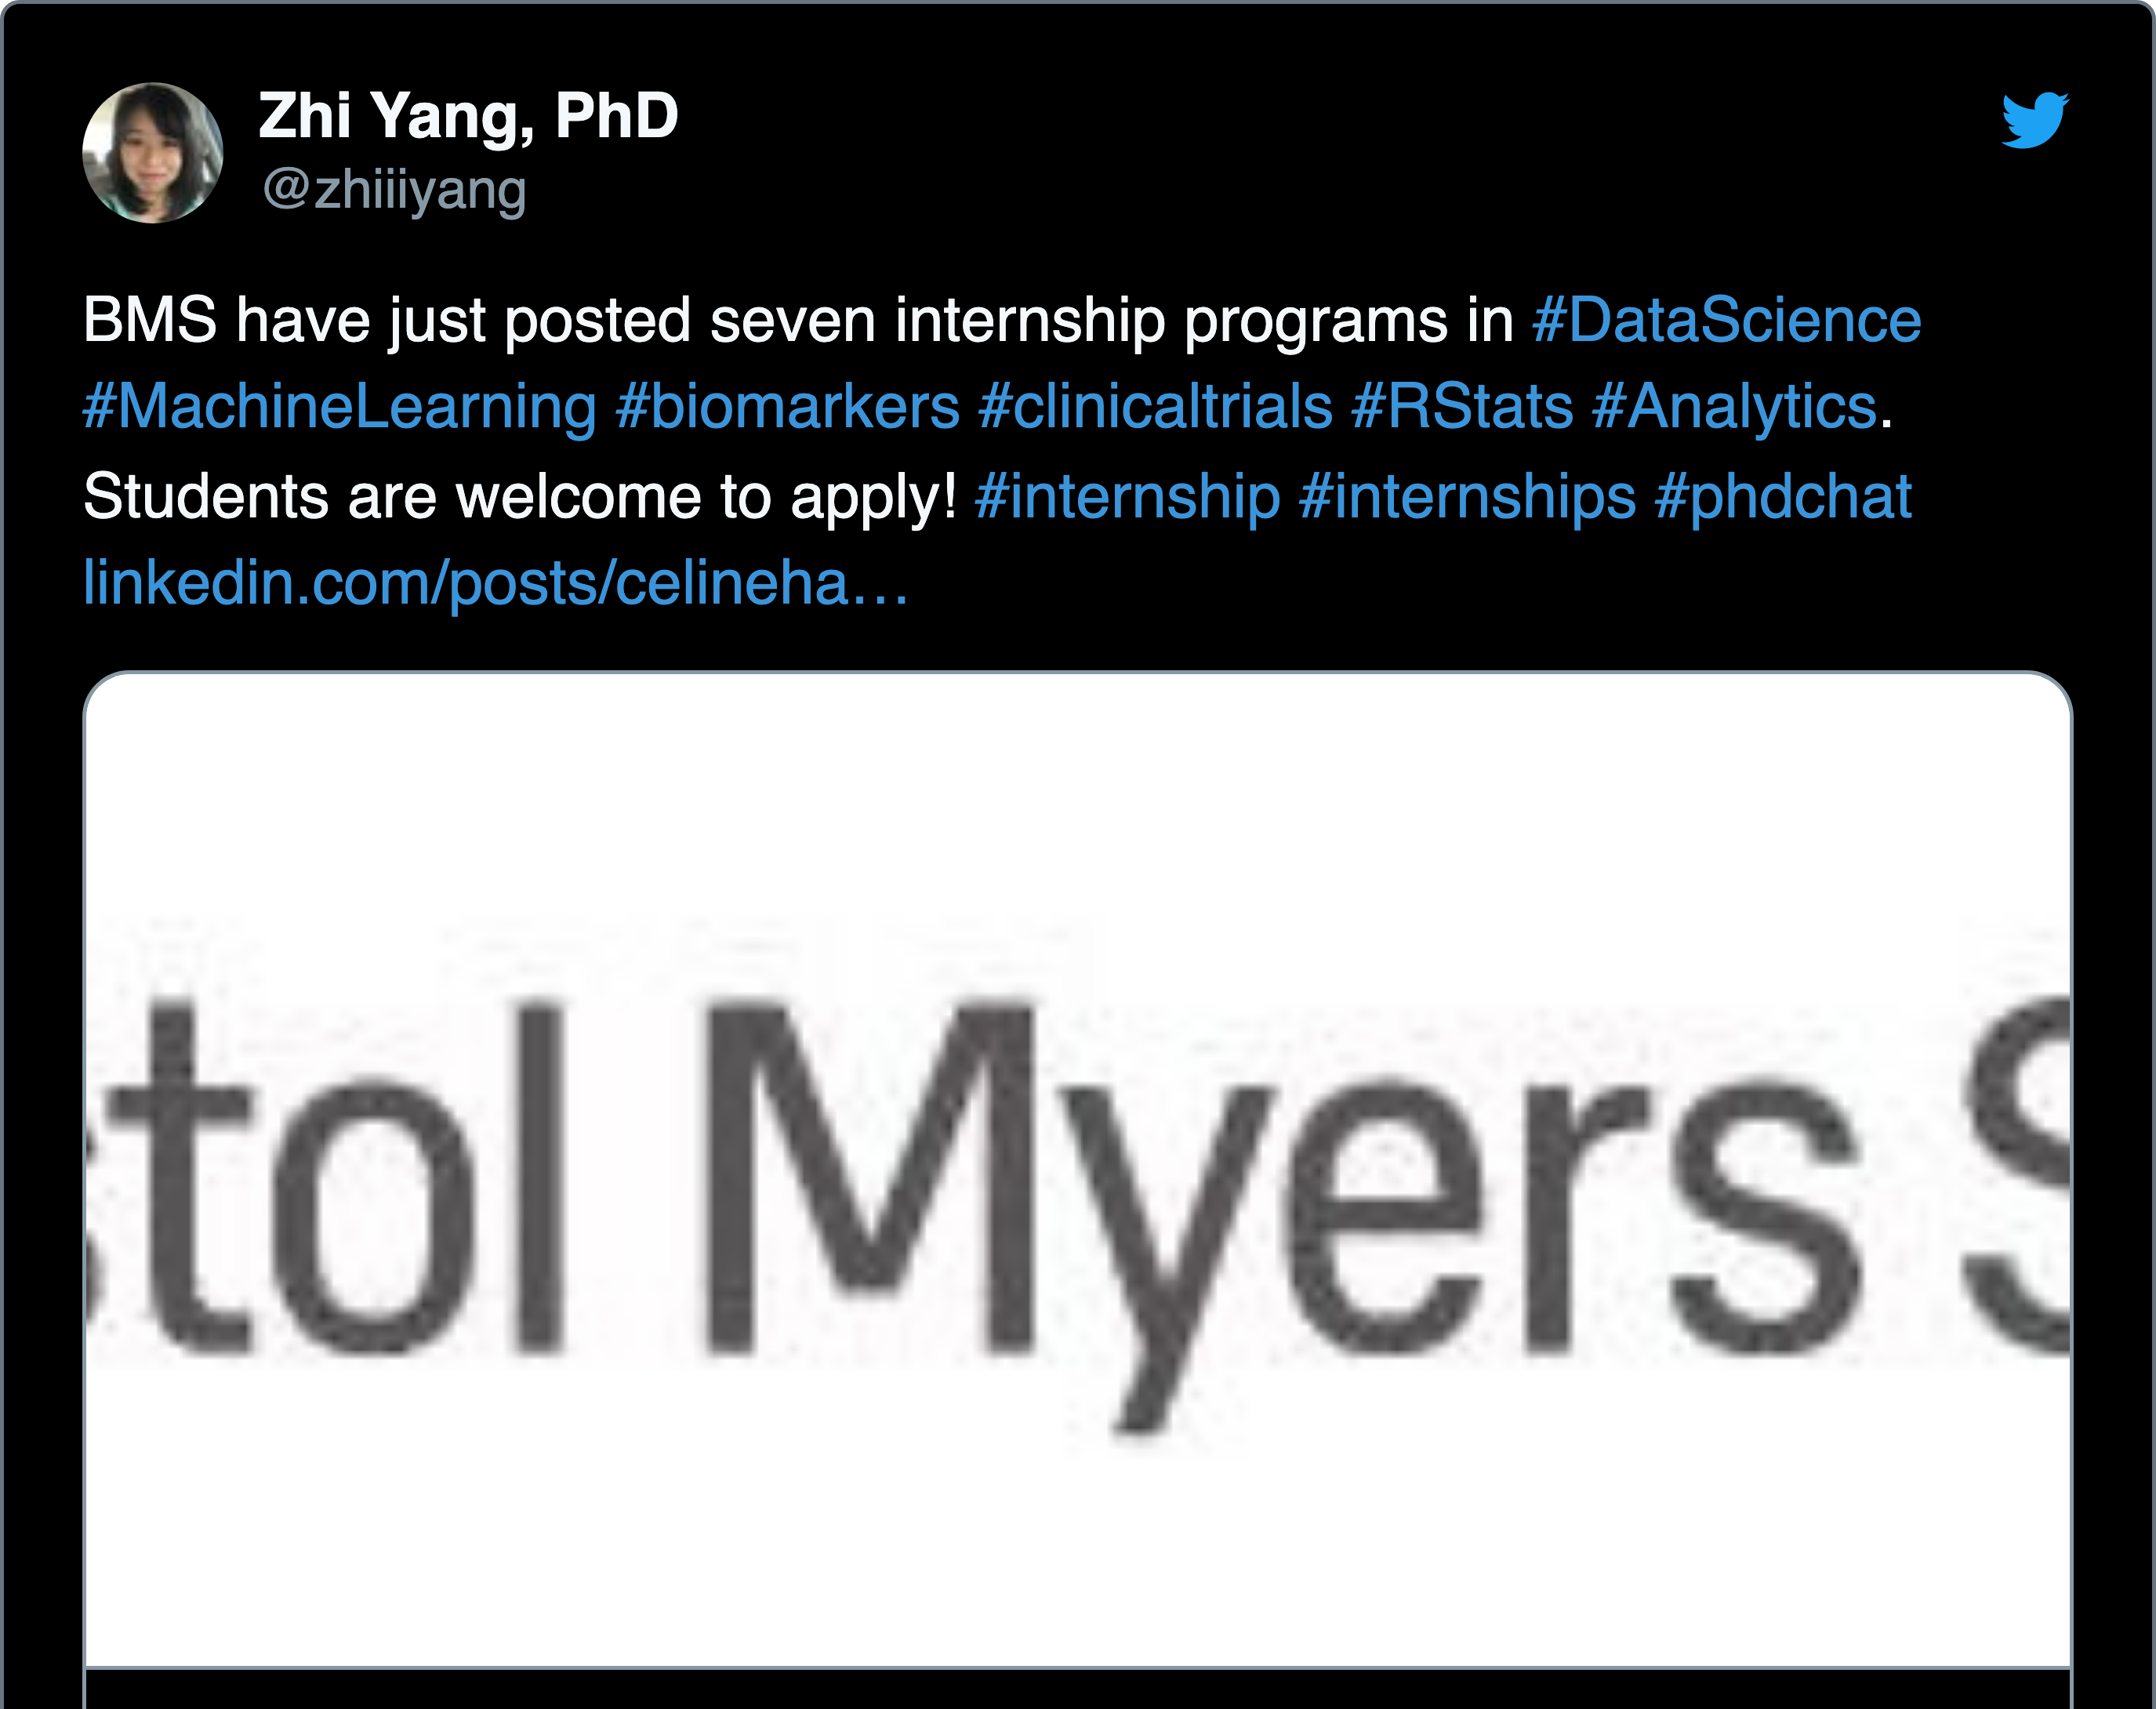 Zhi Yang, PhD
@zhiiiyang
BMS have just posted seven internship programs in #DataScience
#MachineLearning #biomarkers #clinicaltrials #RStats #Analytics.
Students are welcome to apply! #internship #internships #phdchat
linkedin.com/posts/celineha…
stol Myers S